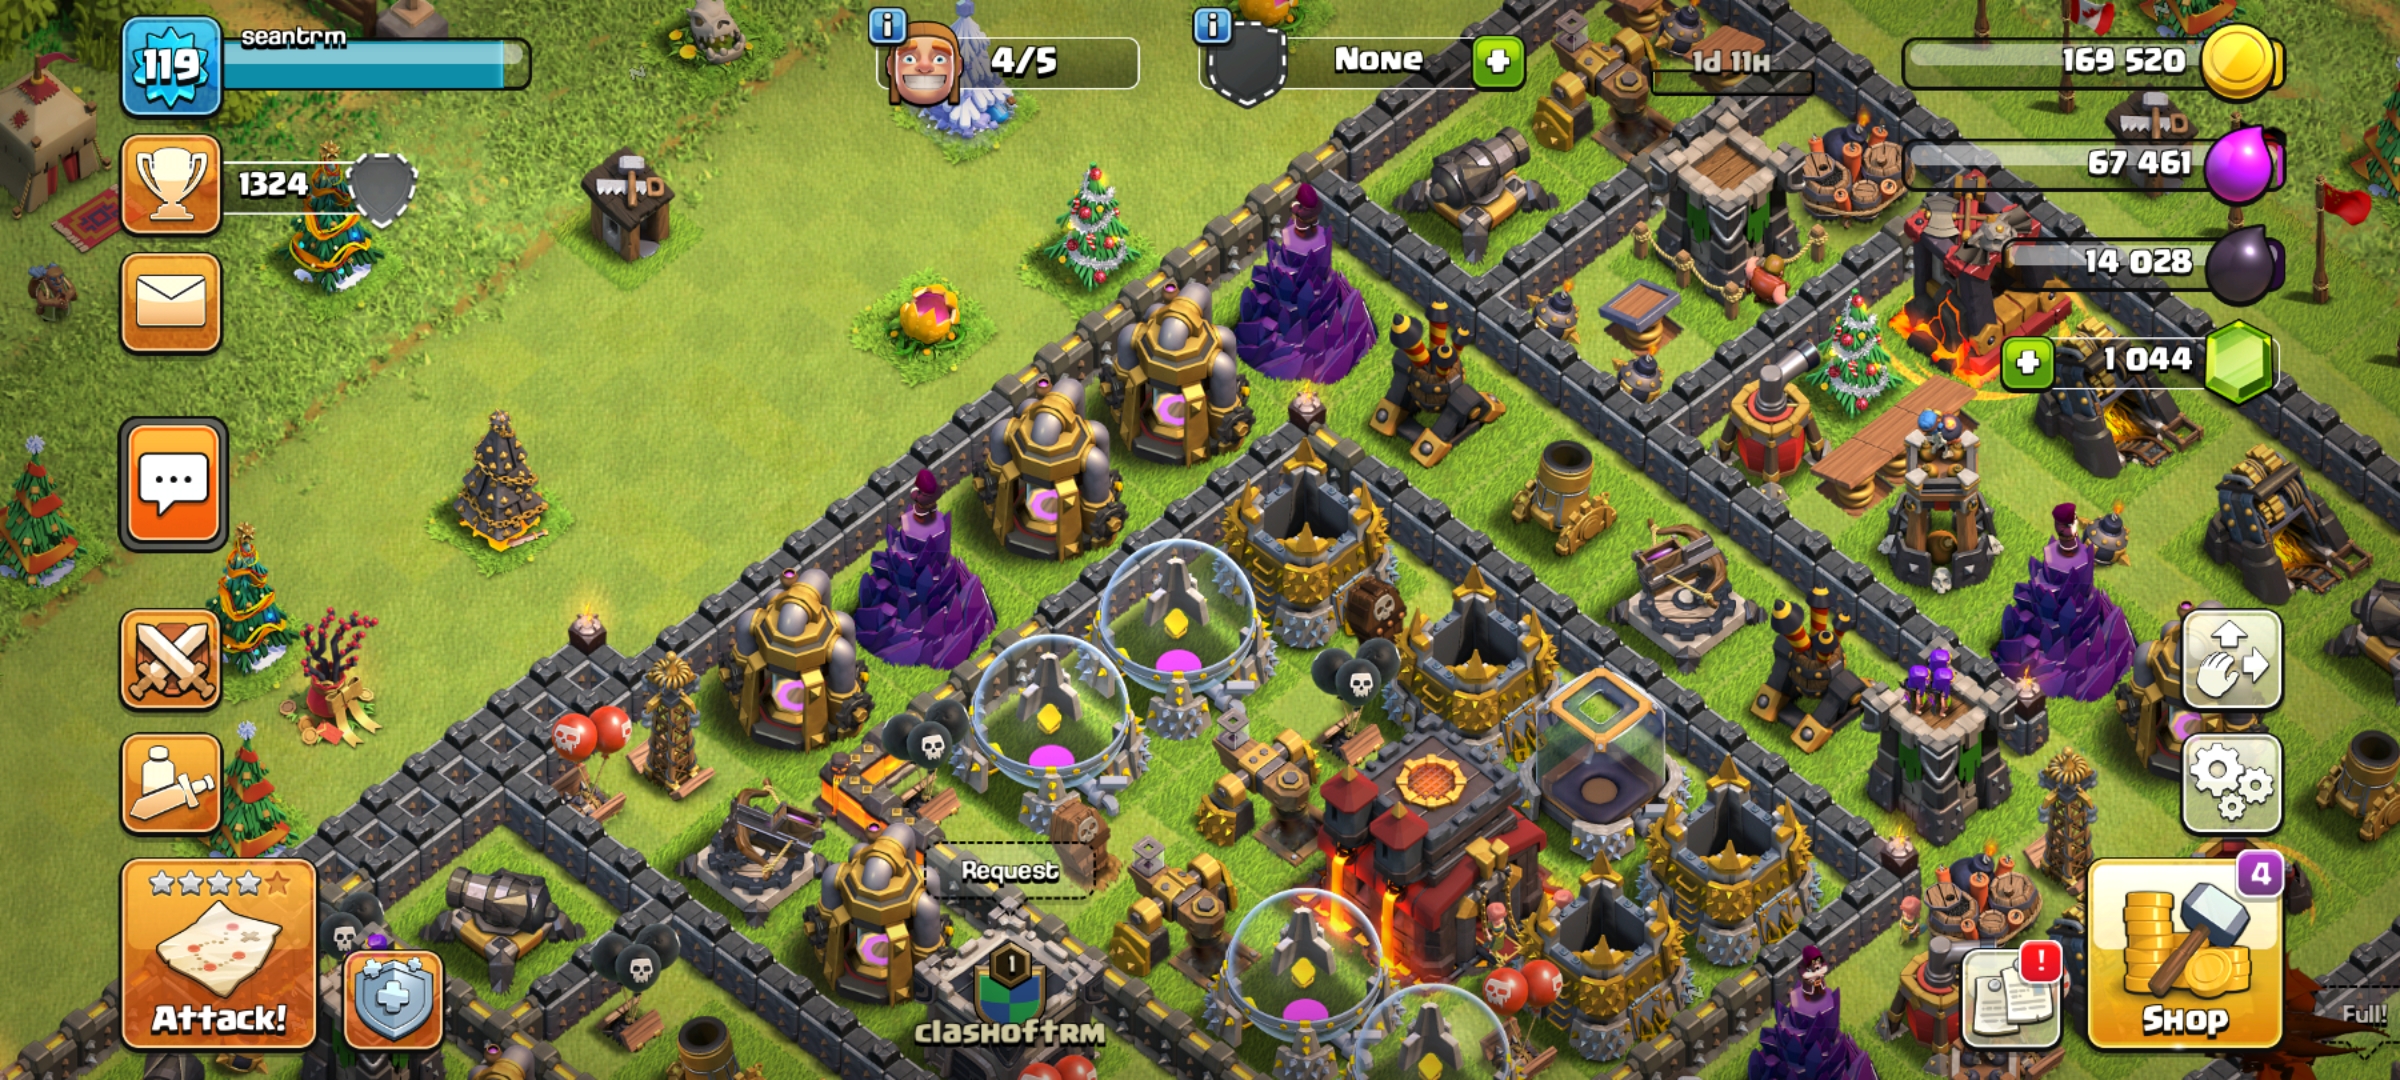 119
seantrm
4/5
None
1d 11h
169 520
1324
67 461
14 028
1 044
Request
1
clashoftrm
Attack!
4
!
Shop
Full!